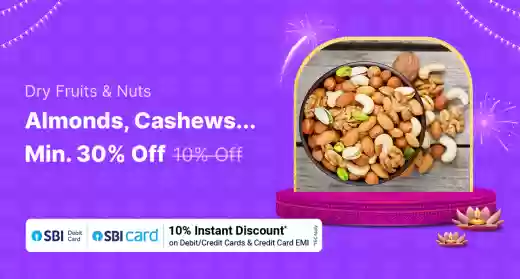 Dry Fruits & Nuts
Almonds, Cashews...
Min. 30% Off 10% Off
SBI Debit Card
SBI card
10% Instant Discount*
on Debit/Credit Cards & Credit Card EMI